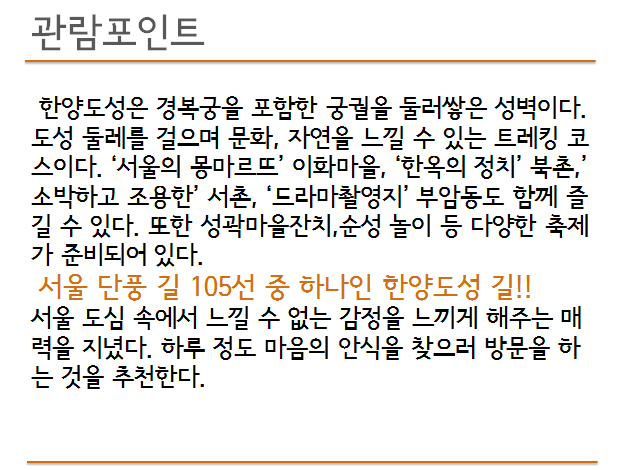 관람포인트
한양도성은 경복궁을 포함한 궁궐을 둘러쌓은 성벽이다.
도성 둘레를 걸으며 문화, 자연을 느낄 수 있는 트레킹 코
스이다. ‘서울의 몽마르뜨’ 이화마을, ‘한옥의 정치’ 북촌,’
소박하고 조용한’ 서촌, ‘드라마촬영지’ 부암동도 함께 즐
길 수 있다. 또한 성곽마을잔치,순성 놀이 등 다양한 축제
가 준비되어 있다.
서울 단풍 길 105선 중 하나인 한양도성 길!!
서울 도심 속에서 느낄 수 없는 감정을 느끼게 해주는 매
력을 지녔다. 하루 정도 마음의 안식을 찾으러 방문을 하
는 것을 추천한다.